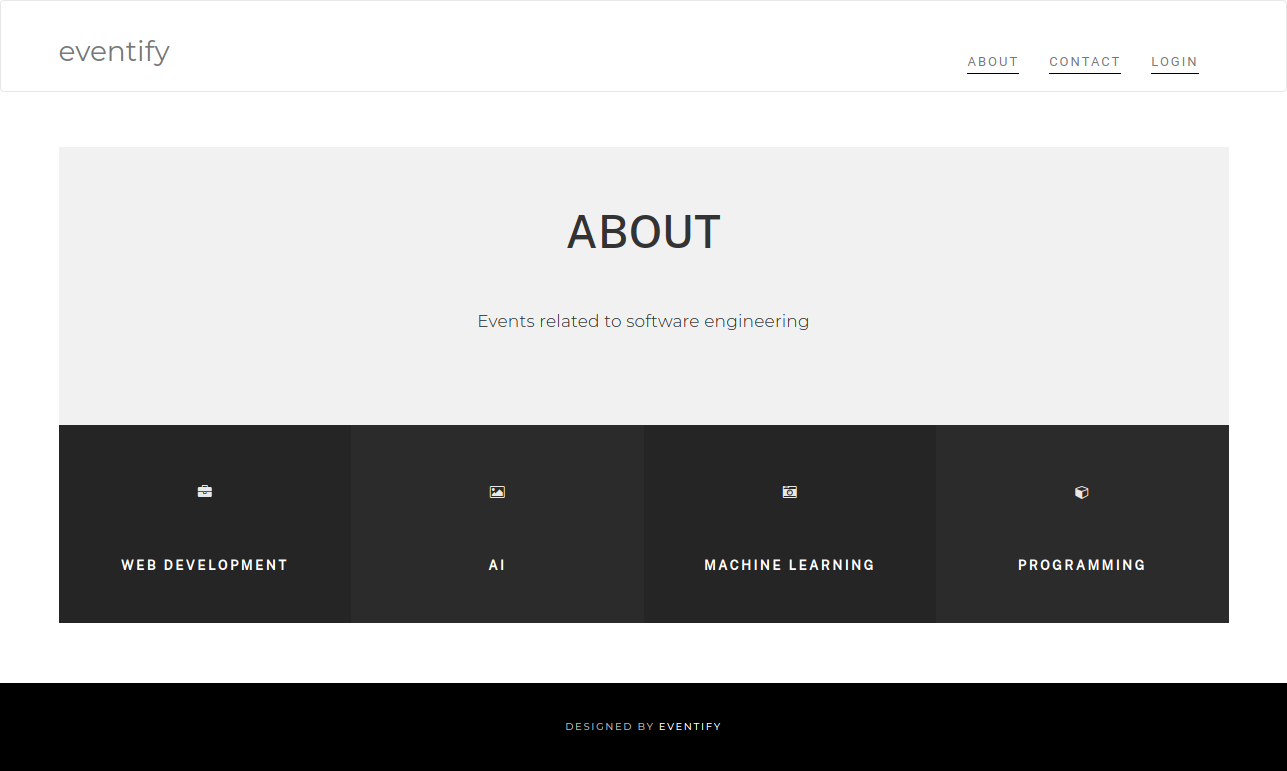 eventify
ABOUT CONTACT LOGIN
ABOUT
Events related to software engineering
WEB DEVELOPMENT
AI
MACHINE LEARNING
PROGRAMMING
DESIGNED BY EVENTIFY